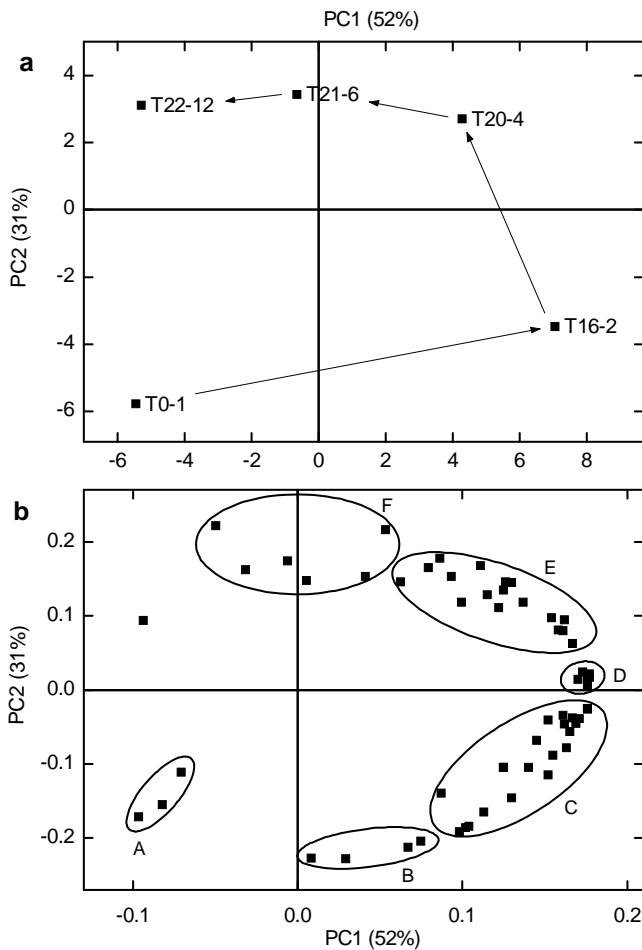 PC1 (52%)
a
4
T22-12
T21-6
T20-4
2
0
PC2 (31%)
-2
T16-2
-4
T0-1
-6
-6 -4 -2 0 2 4 6 8
b
F
0.2
E
0.1
PC2 (31%)
D
0.0
-0.1
C
A
-0.2
B
-0.1 0.0 0.1 0.2
PC1 (52%)